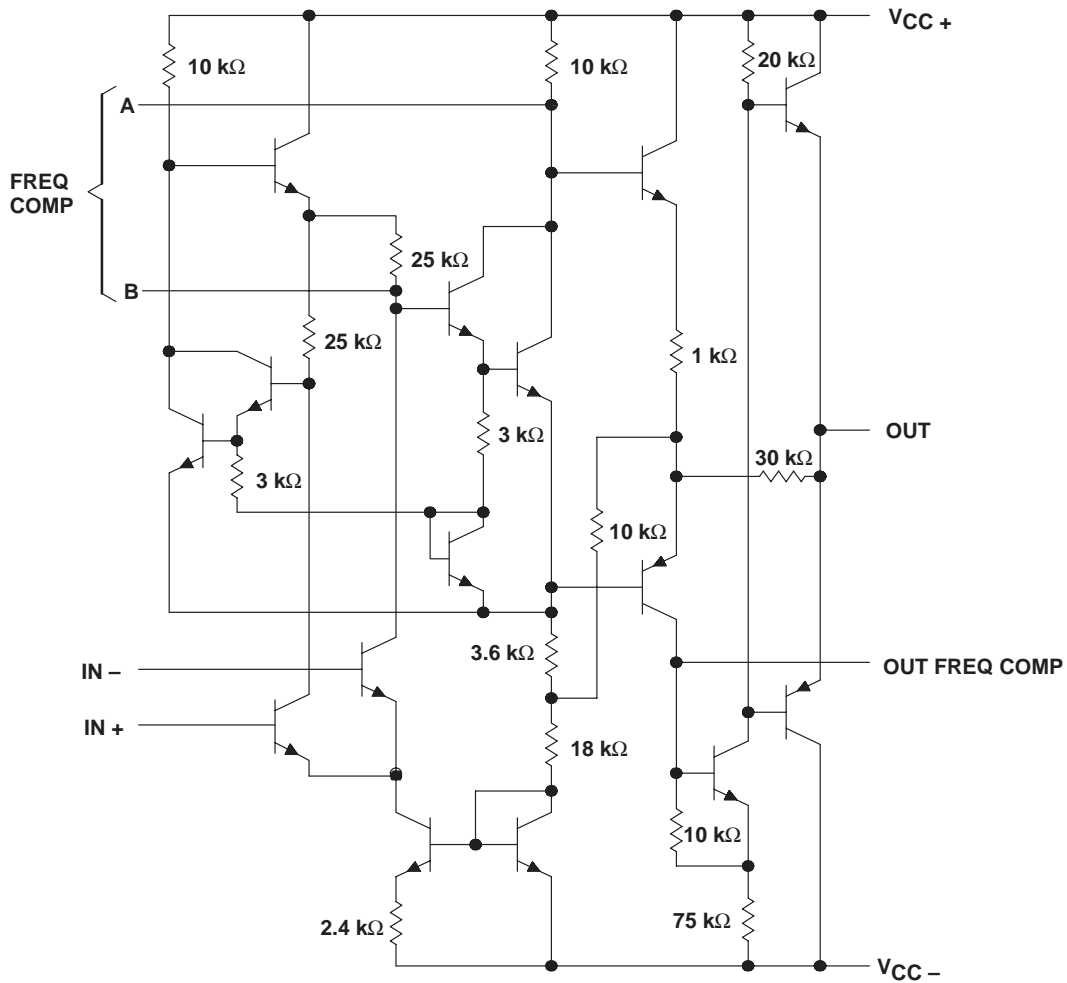 VCC +
10 kΩ
10 kΩ
20 kΩ
A
FREQ
COMP
25 kΩ
B
25 kΩ
1 kΩ
OUT
3 kΩ
30 kΩ
3 kΩ
10 kΩ
3.6 kΩ
IN –
OUT FREQ COMP
IN +
18 kΩ
10 kΩ
2.4 kΩ
75 kΩ
VCC –